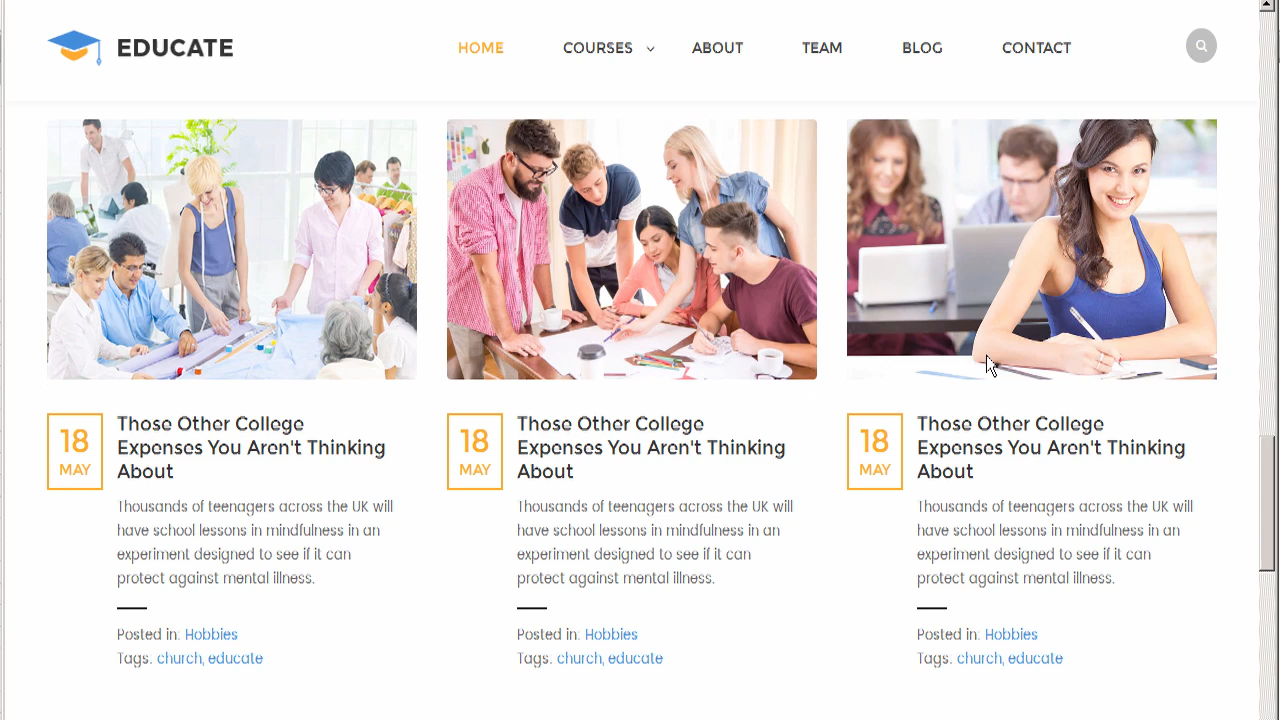 EDUCATE
HOME COURSES ABOUT TEAM BLOG CONTACT
18
MAY
Those Other College
Expenses You Aren't Thinking
About
Thousands of teenagers across the UK will
have school lessons in mindfulness in an
experiment designed to see if it can
protect against mental illness.
Posted in: Hobbies
Tags: church, educate
18
MAY
Those Other College
Expenses You Aren't Thinking
About
Thousands of teenagers across the UK will
have school lessons in mindfulness in an
experiment designed to see if it can
protect against mental illness.
Posted in: Hobbies
Tags: church, educate
18
MAY
Those Other College
Expenses You Aren't Thinking
About
Thousands of teenagers across the UK will
have school lessons in mindfulness in an
experiment designed to see if it can
protect against mental illness.
Posted in: Hobbies
Tags: church, educate